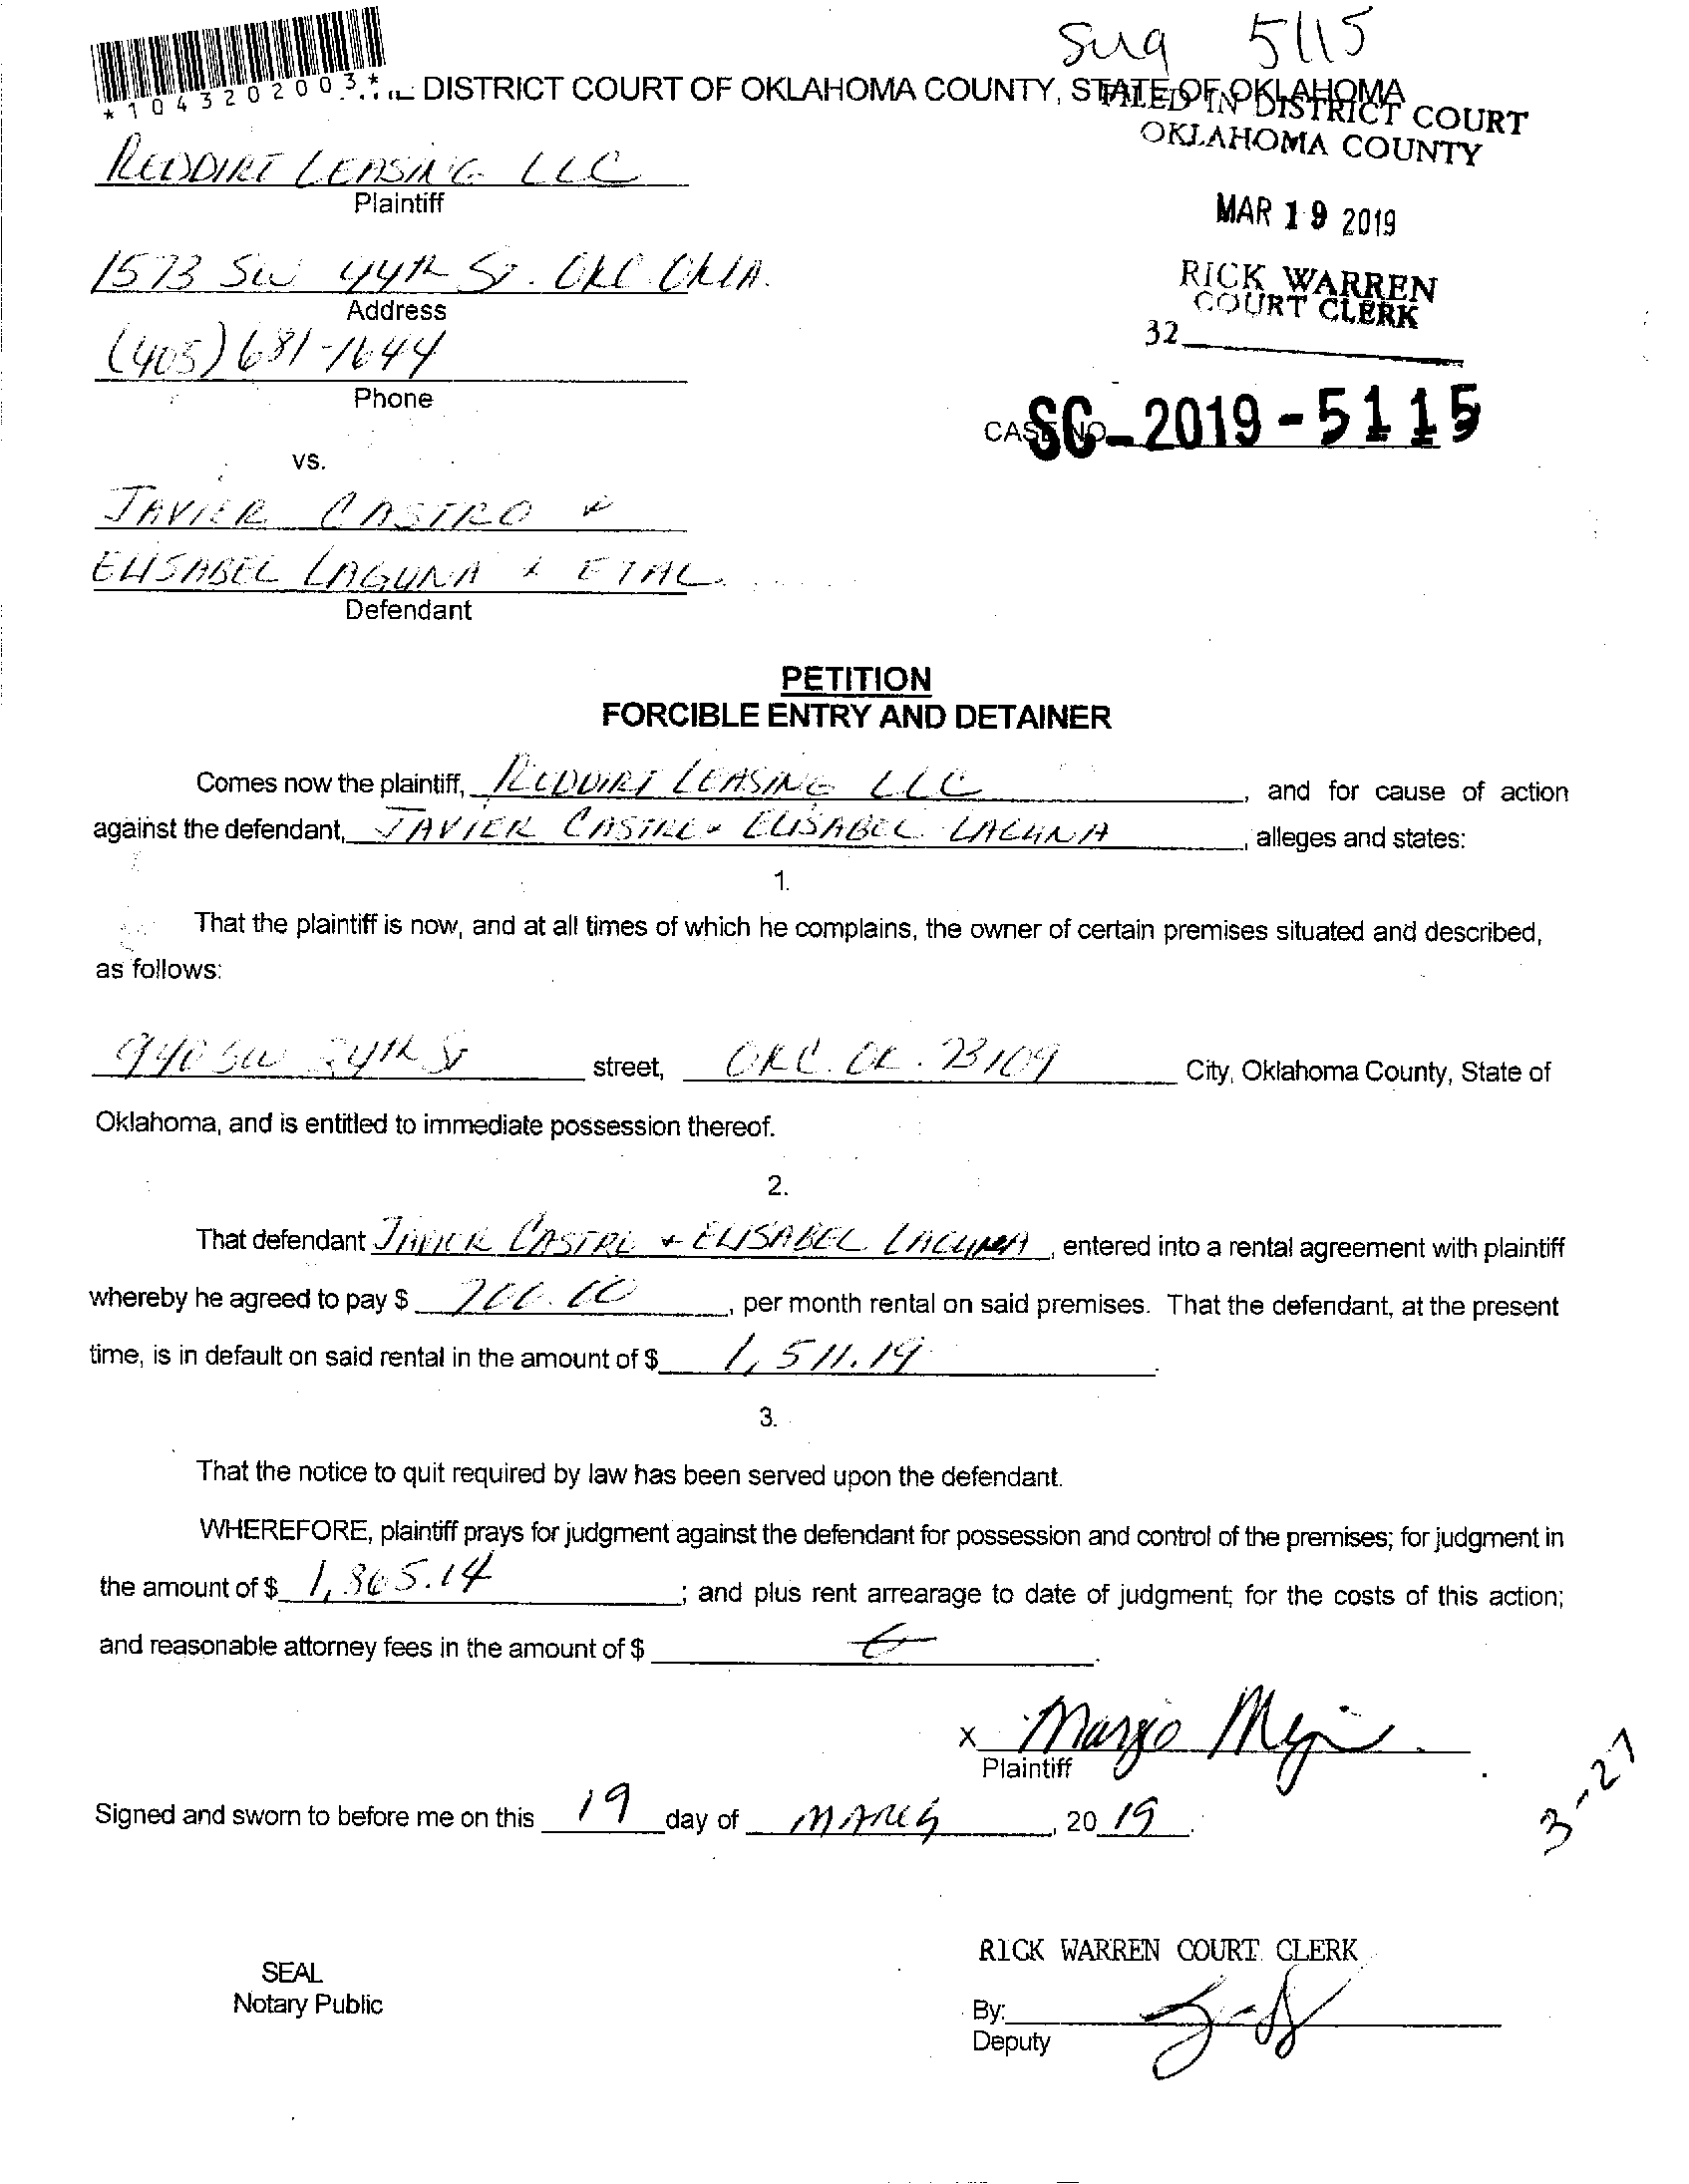 Sug 5115
*1043202003*
DISTRICT COURT OF OKLAHOMA COUNTY, STATE OF OKLAHOMA
FILED IN DISTRICT COURT
OKLAHOMA COUNTY
REDDIRT LEASING LLC
Plaintiff
MAR 19 2019
1573 SW 44TH ST. OKC OKLA.
Address
RICK WARREN
COURT CLERK
(405) 681-1644
32
Phone
CASE NO. SC-2019-5115
vs.
JAVIER CASTRO &
ELISABEL LAGUNA & ETAL.
Defendant
PETITION
FORCIBLE ENTRY AND DETAINER
Comes now the plaintiff, REDDIRT LEASING LLC, and for cause of action
against the defendant, JAVIER CASTRO & ELISABEL LAGUNA, alleges and states:
1.
That the plaintiff is now, and at all times of which he complains, the owner of certain premises situated and described,
as follows:
940 SW 24TH ST street, OKC. OK. 73109 City, Oklahoma County, State of
Oklahoma, and is entitled to immediate possession thereof.
2.
That defendant JAVIER CASTRO & ELISABEL LAGUNA, entered into a rental agreement with plaintiff
whereby he agreed to pay $ 700.00, per month rental on said premises. That the defendant, at the present
time, is in default on said rental in the amount of $ 1,511.19.
3.
That the notice to quit required by law has been served upon the defendant.
WHEREFORE, plaintiff prays for judgment against the defendant for possession and control of the premises; for judgment in
the amount of $ 1,865.14; and plus rent arrearage to date of judgment; for the costs of this action;
and reasonable attorney fees in the amount of $
x Margo
Plaintiff
Signed and sworn to before me on this 19 day of MARCH, 20 19.
3-27
RICK WARREN COURT CLERK
SEAL
Notary Public
By:
Deputy